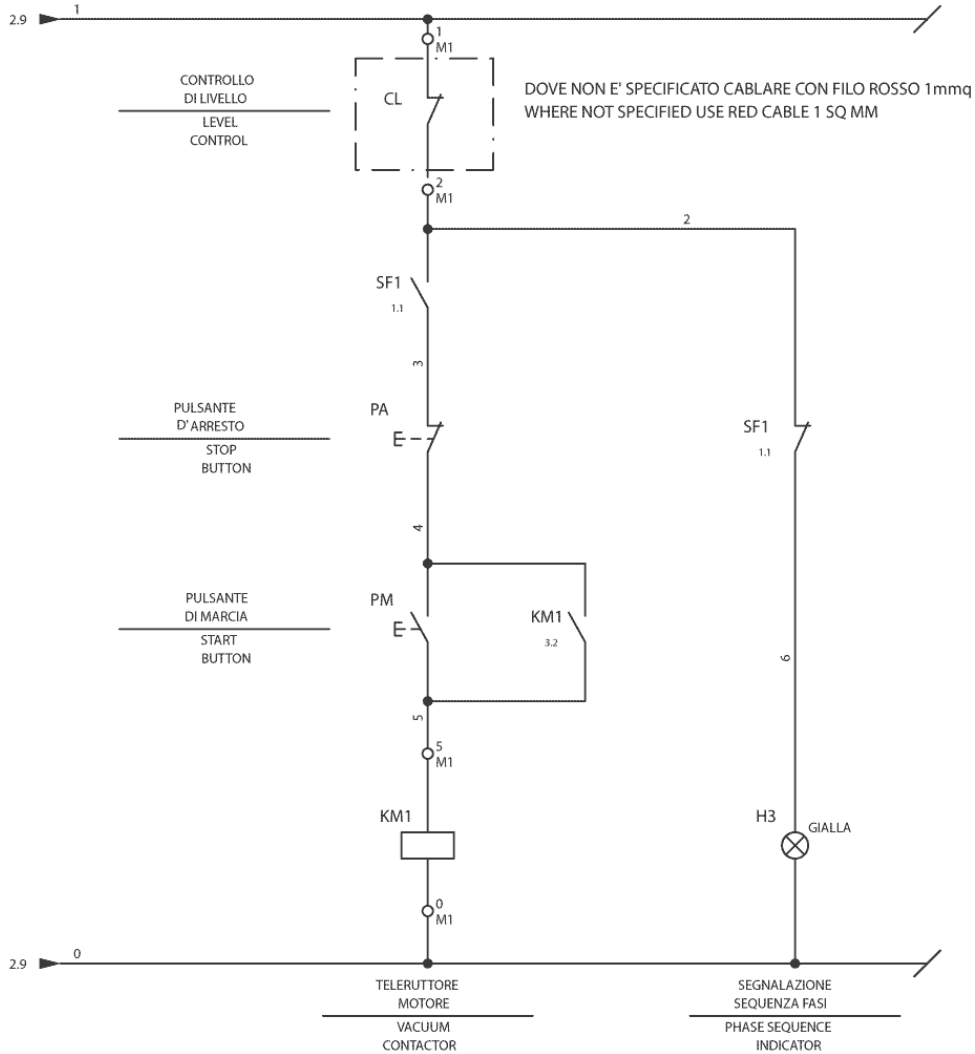 2.9
1
1
M1
CONTROLLO
DI LIVELLO
LEVEL
CONTROL
CL
DOVE NON E' SPECIFICATO CABLARE CON FILO ROSSO 1mmq
WHERE NOT SPECIFIED USE RED CABLE 1 SQ MM
2
M1
2
SF1
1.1
3
PULSANTE
D'ARRESTO
STOP
BUTTON
PA
SF1
1.1
4
PULSANTE
DI MARCIA
START
BUTTON
PM
KM1
3.2
6
5
5
M1
KM1
H3
GIALLA
0
M1
2.9
0
TELERUTTORE
MOTORE
VACUUM
CONTACTOR
SEGNALAZIONE
SEQUENZA FASI
PHASE SEQUENCE
INDICATOR